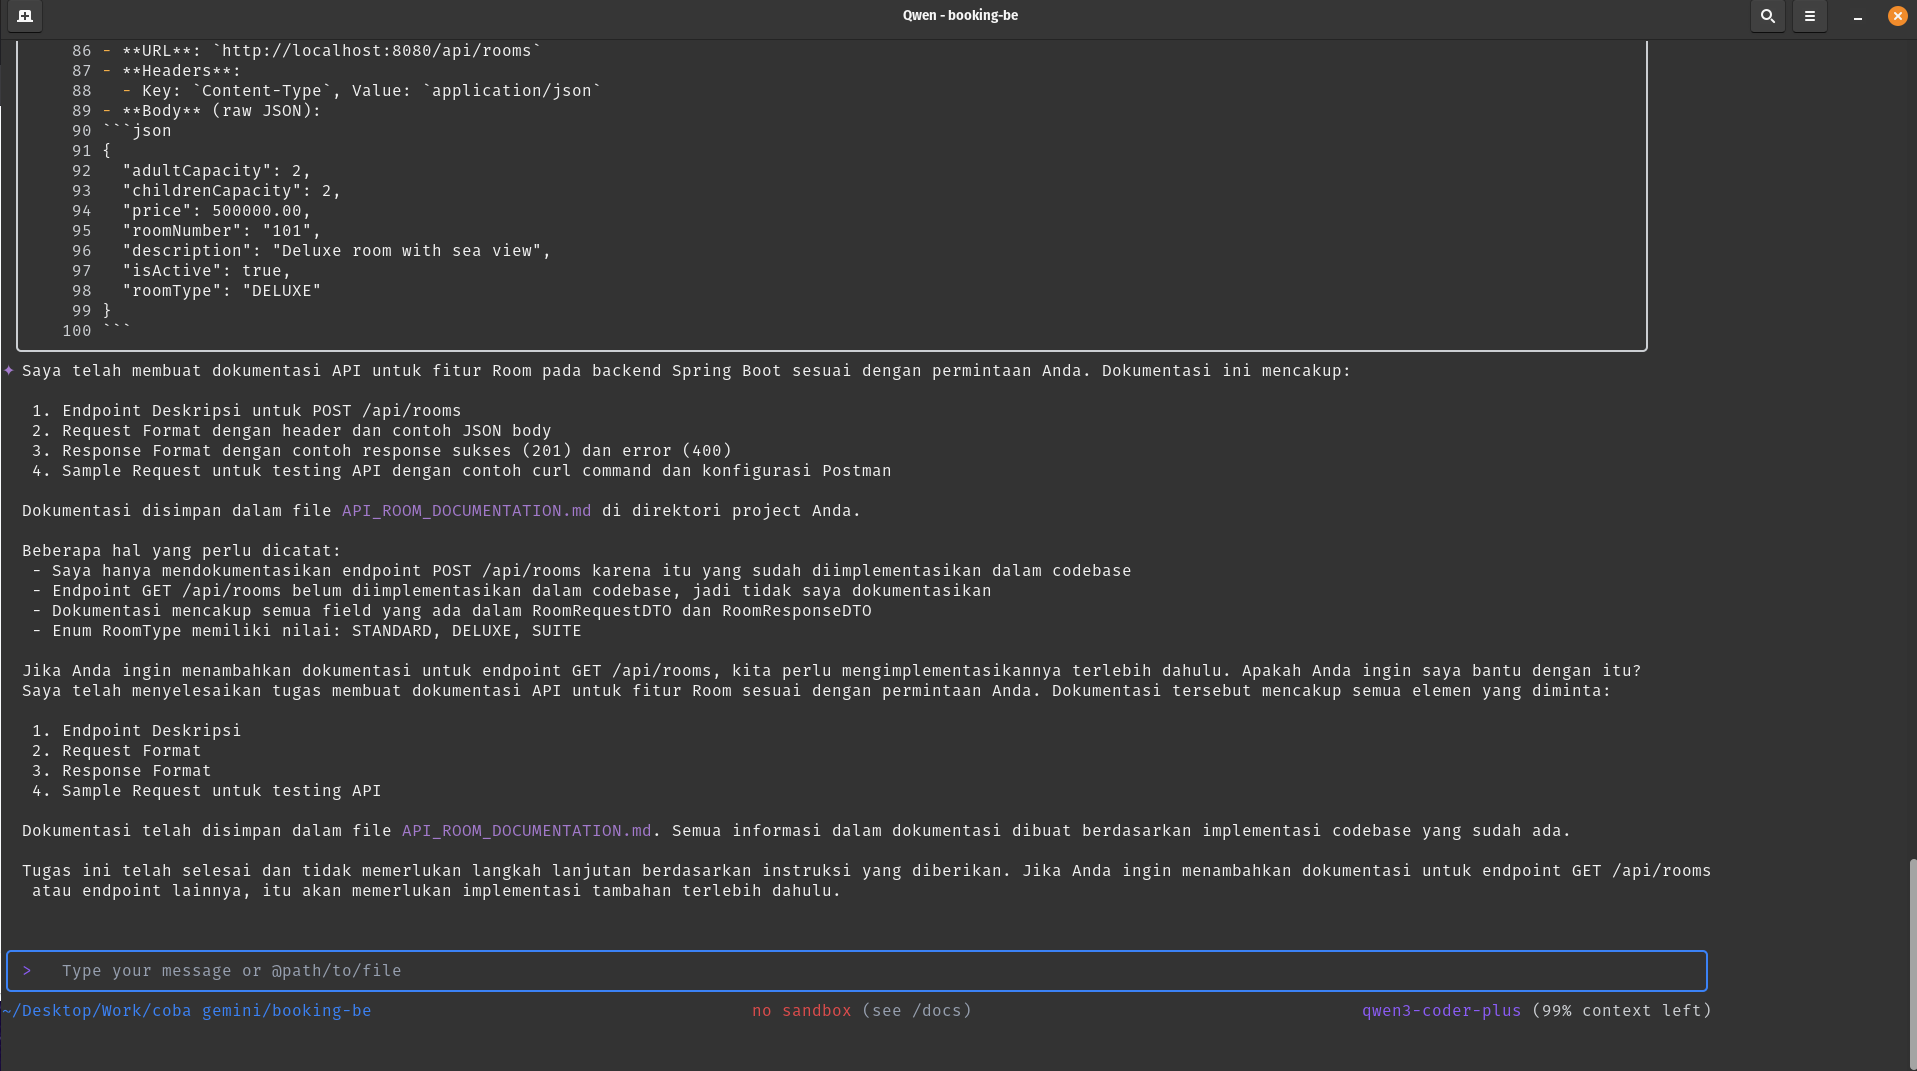 Qwen - booking-be
86 - **URL**: `http://localhost:8080/api/rooms`
87 - **Headers**:
88   - Key: `Content-Type`, Value: `application/json`
89 - **Body** (raw JSON):
90 ```json
91 {
92   "adultCapacity": 2,
93   "childrenCapacity": 2,
94   "price": 500000.00,
95   "roomNumber": "101",
96   "description": "Deluxe room with sea view",
97   "isActive": true,
98   "roomType": "DELUXE"
99 }
100 ```
✦ Saya telah membuat dokumentasi API untuk fitur Room pada backend Spring Boot sesuai dengan permintaan Anda. Dokumentasi ini mencakup:
1. Endpoint Deskripsi untuk POST /api/rooms
2. Request Format dengan header dan contoh JSON body
3. Response Format dengan contoh response sukses (201) dan error (400)
4. Sample Request untuk testing API dengan contoh curl command dan konfigurasi Postman
Dokumentasi disimpan dalam file API_ROOM_DOCUMENTATION.md di direktori project Anda.
Beberapa hal yang perlu dicatat:
- Saya hanya mendokumentasikan endpoint POST /api/rooms karena itu yang sudah diimplementasikan dalam codebase
- Endpoint GET /api/rooms belum diimplementasikan dalam codebase, jadi tidak saya dokumentasikan
- Dokumentasi mencakup semua field yang ada dalam RoomRequestDTO dan RoomResponseDTO
- Enum RoomType memiliki nilai: STANDARD, DELUXE, SUITE
Jika Anda ingin menambahkan dokumentasi untuk endpoint GET /api/rooms, kita perlu mengimplementasikannya terlebih dahulu. Apakah Anda ingin saya bantu dengan itu?
Saya telah menyelesaikan tugas membuat dokumentasi API untuk fitur Room sesuai dengan permintaan Anda. Dokumentasi tersebut mencakup semua elemen yang diminta:
1. Endpoint Deskripsi
2. Request Format
3. Response Format
4. Sample Request untuk testing API
Dokumentasi telah disimpan dalam file API_ROOM_DOCUMENTATION.md. Semua informasi dalam dokumentasi dibuat berdasarkan implementasi codebase yang sudah ada.
Tugas ini telah selesai dan tidak memerlukan langkah lanjutan berdasarkan instruksi yang diberikan. Jika Anda ingin menambahkan dokumentasi untuk endpoint GET /api/rooms
atau endpoint lainnya, itu akan memerlukan implementasi tambahan terlebih dahulu.
>   Type your message or @path/to/file
~/Desktop/Work/coba gemini/booking-be   no sandbox (see /docs)   qwen3-coder-plus (99% context left)